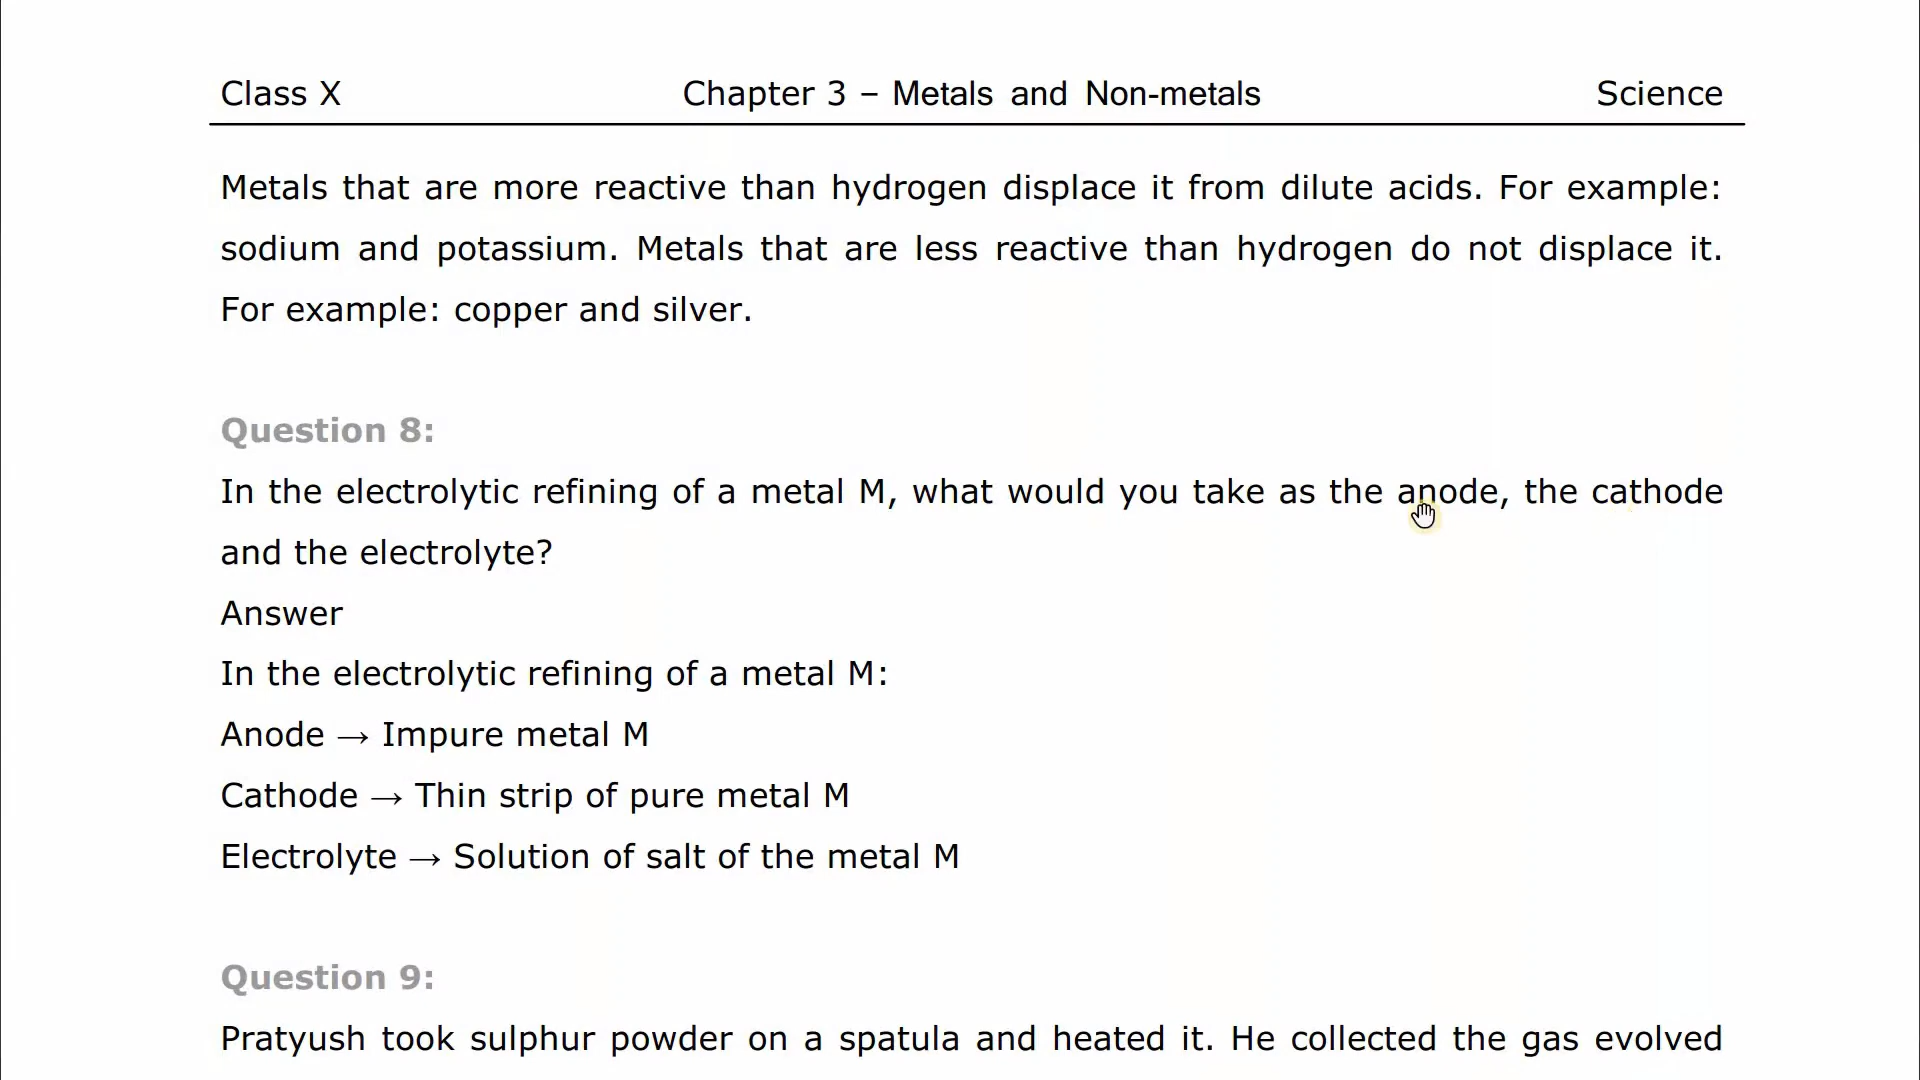 Class X Chapter 3 – Metals and Non-metals Science
Metals that are more reactive than hydrogen displace it from dilute acids. For example:
sodium and potassium. Metals that are less reactive than hydrogen do not displace it.
For example: copper and silver.
Question 8:
In the electrolytic refining of a metal M, what would you take as the anode, the cathode
and the electrolyte?
Answer
In the electrolytic refining of a metal M:
Anode → Impure metal M
Cathode → Thin strip of pure metal M
Electrolyte → Solution of salt of the metal M
Question 9:
Pratyush took sulphur powder on a spatula and heated it. He collected the gas evolved